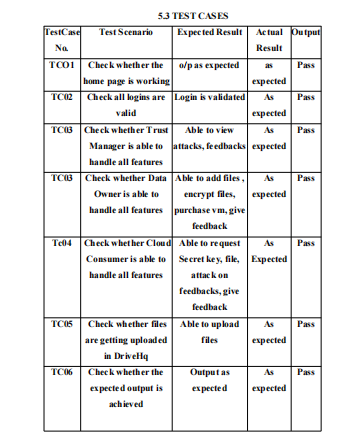 5.3 TEST CASES
TestCase No. Test Scenario Expected Result Actual Result Output
TCO1 Check whether the home page is working o/p as expected as expected Pass
TC02 Check all logins are valid Login is validated As expected Pass
TC03 Check whether Trust Manager is able to handle all features Able to view attacks, feedbacks As expected Pass
TC03 Check whether Data Owner is able to handle all features Able to add files , encrypt files, purchase vm, give feedback As expected Pass
Tc04 Check whether Cloud Consumer is able to handle all features Able to request Secret key, file, attack on feedbacks, give feedback As Expected Pass
TC05 Check whether files are getting uploaded in DriveHq Able to upload files As expected Pass
TC06 Check whether the expected output is achieved Output as expected As expected Pass